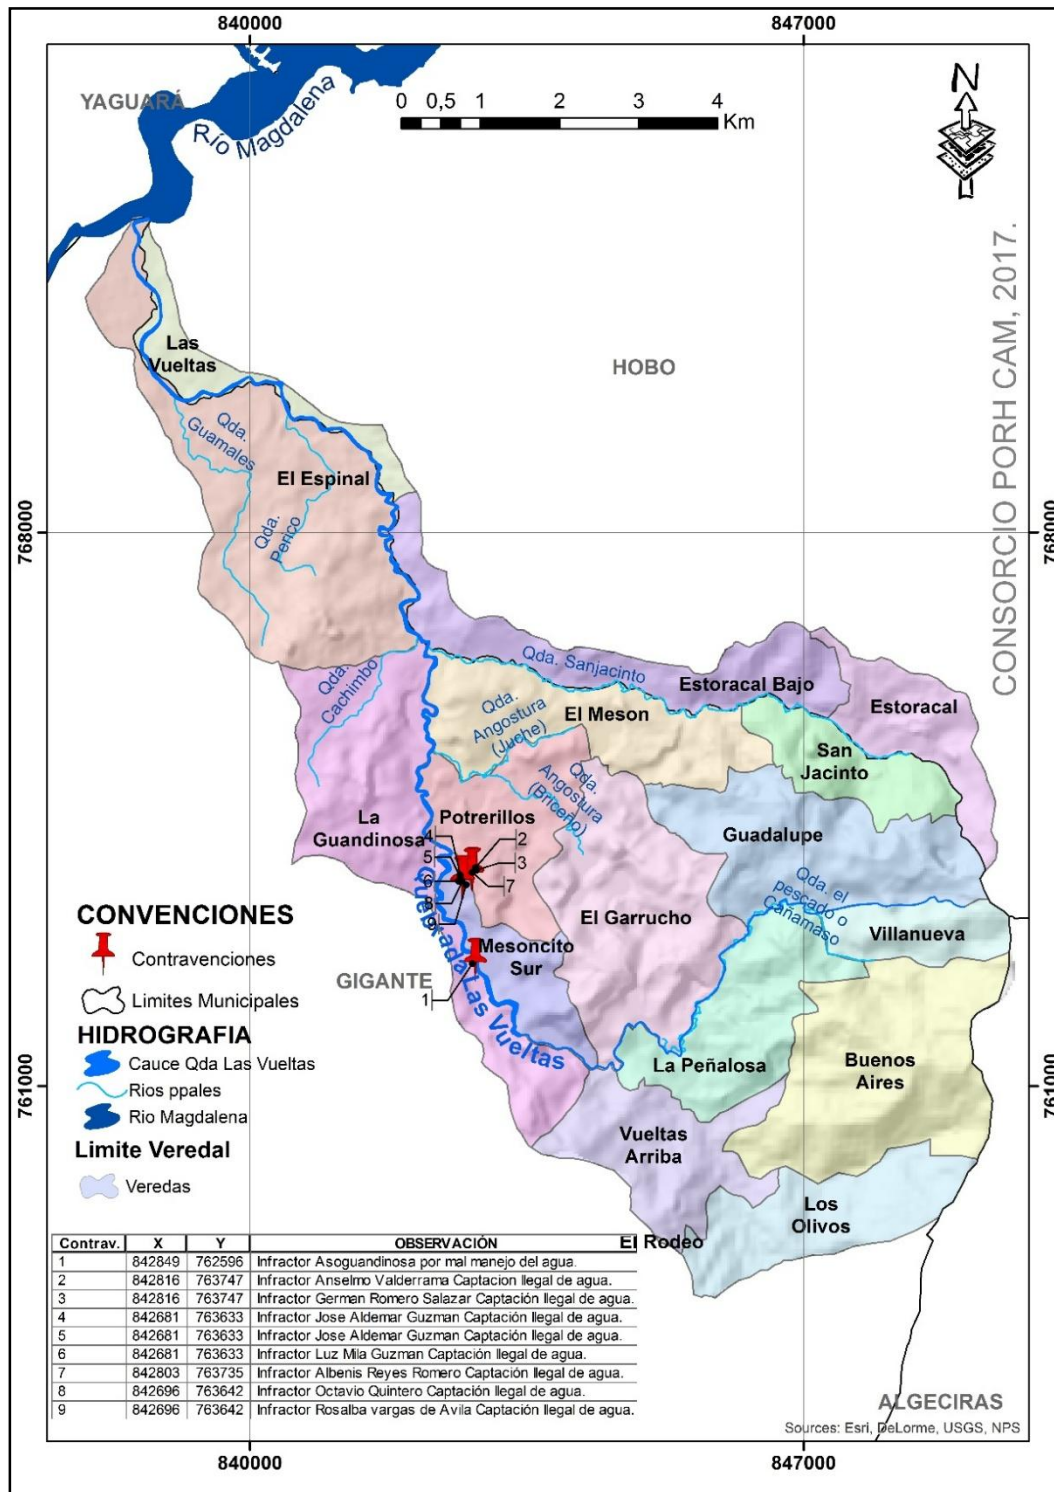 840000
847000
YAGUARÁ
Río Magdalena
0 0,5 1 2 3 4
Km
N
CONSORCIO PORH CAM, 2017.
HOBO
Las
Vueltas
Qda.
Guamales
El Espinal
Qda.
Perico
768000
768000
Qda. Sanjacinto
Estoracal Bajo
Estoracal
Qda.
Cachimbo
Qda.
Angostura
(Juche)
El Meson
San
Jacinto
Qda.
Angostura
(Briceño)
La
Guandinosa
Potrerillos
Guadalupe
4
5
6
8
9
2
3
7
1
Qda. el
pescado o
Cañamaso
El Garrucho
Villanueva
Mesoncito
Sur
GIGANTE
Quebrada Las Vueltas
La Peñalosa
Buenos
Aires
761000
761000
Vueltas
Arriba
Los
Olivos
El Rodeo
CONVENCIONES
Contravenciones
Limites Municipales
HIDROGRAFIA
Cauce Qda Las Vueltas
Rios ppales
Rio Magdalena
Limite Veredal
Veredas
Contrav. X Y OBSERVACIÓN
1 842849 762596 Infractor Asoguandinosa por mal manejo del agua.
2 842816 763747 Infractor Anselmo Valderrama Captacion Ilegal de agua.
3 842816 763747 Infractor German Romero Salazar Captación Ilegal de agua.
4 842681 763633 Infractor Jose Aldemar Guzman Captación Ilegal de agua.
5 842681 763633 Infractor Jose Aldemar Guzman Captación Ilegal de agua.
6 842681 763633 Infractor Luz Mila Guzman Captación Ilegal de agua.
7 842803 763735 Infractor Albenis Reyes Romero Captación Ilegal de agua.
8 842696 763642 Infractor Octavio Quintero Captación Ilegal de agua.
9 842696 763642 Infractor Rosalba vargas de Avila Captación Ilegal de agua.
ALGECIRAS
Sources: Esri, DeLorme, USGS, NPS
840000
847000